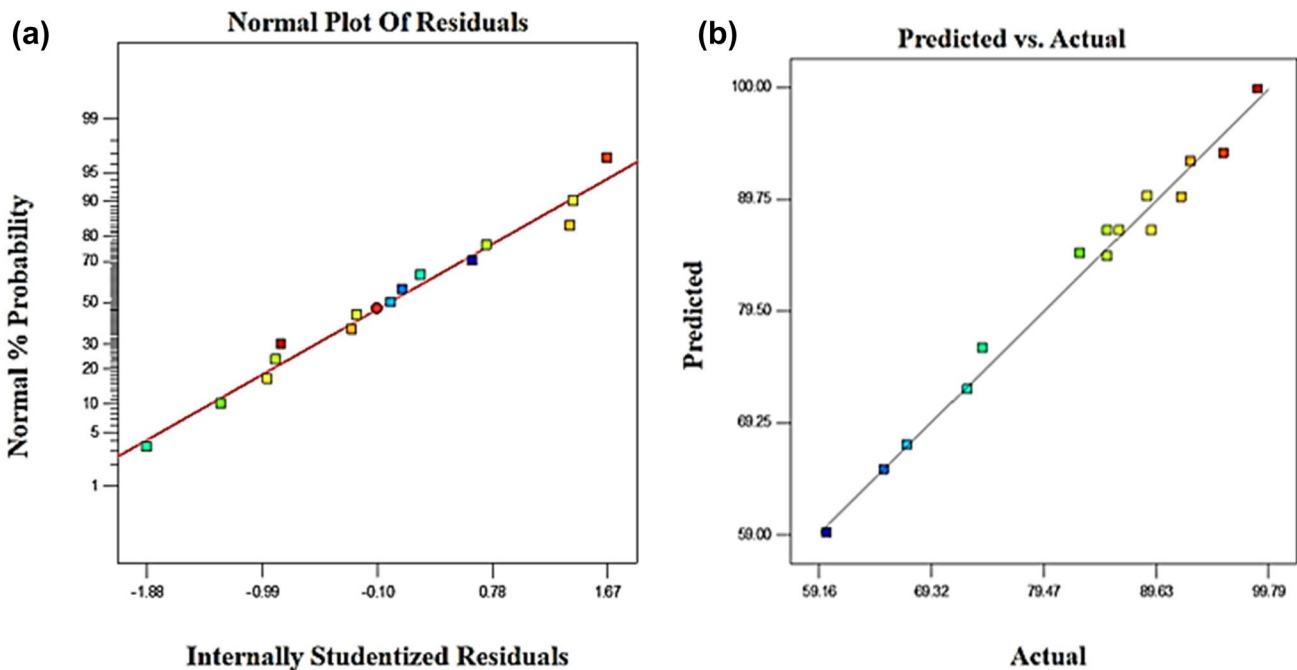 (a)
Normal Plot Of Residuals
Normal % Probability
99
95
90
80
70
50
30
20
10
5
1
-1.88 -0.99 -0.10 0.78 1.67
Internally Studentized Residuals
(b)
Predicted vs. Actual
Predicted
100.00
89.75
79.50
69.25
59.00
59.16 69.32 79.47 89.63 99.79
Actual